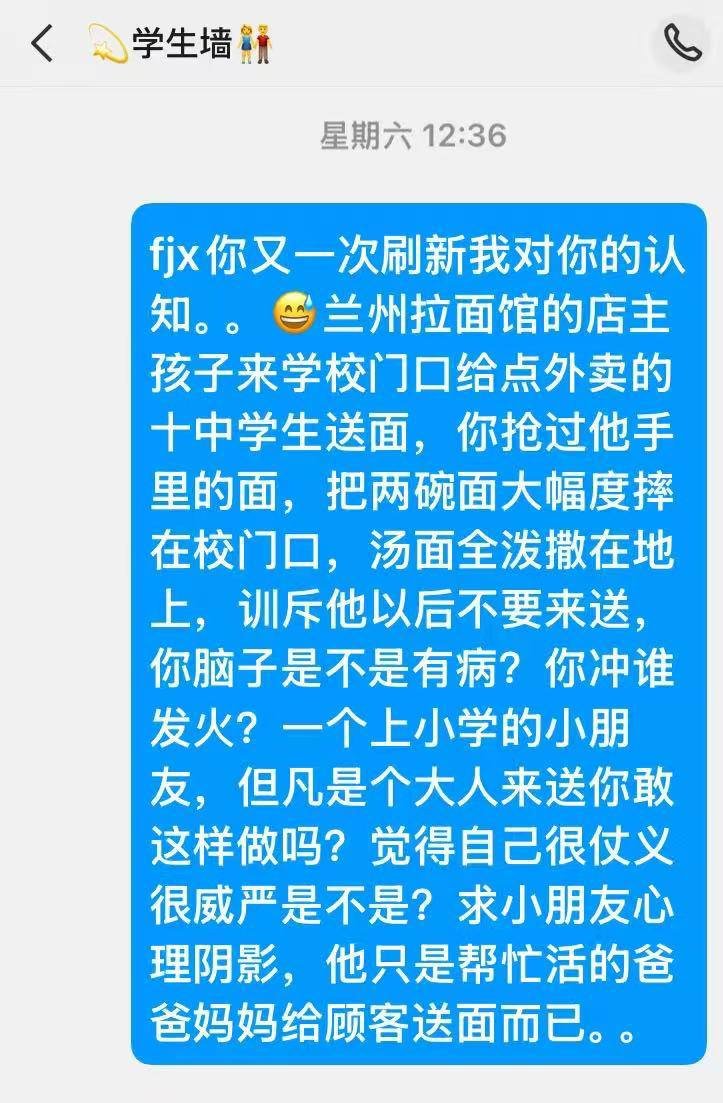 💫学生墙👫
星期六 12:36
fjx你又一次刷新我对你的认
知。。😅兰州拉面馆的店主
孩子来学校门口给点外卖的
十中学生送面，你抢过他手
里的面，把两碗面大幅度摔
在校门口，汤面全泼撒在地
上，训斥他以后不要来送，
你脑子是不是有病？你冲谁
发火？一个上小学的小朋
友，但凡是个大人来送你敢
这样做吗？觉得自己很仗义
很威严是不是？求小朋友心
理阴影，他只是帮忙活的爸
爸妈妈给顾客送面而已。。